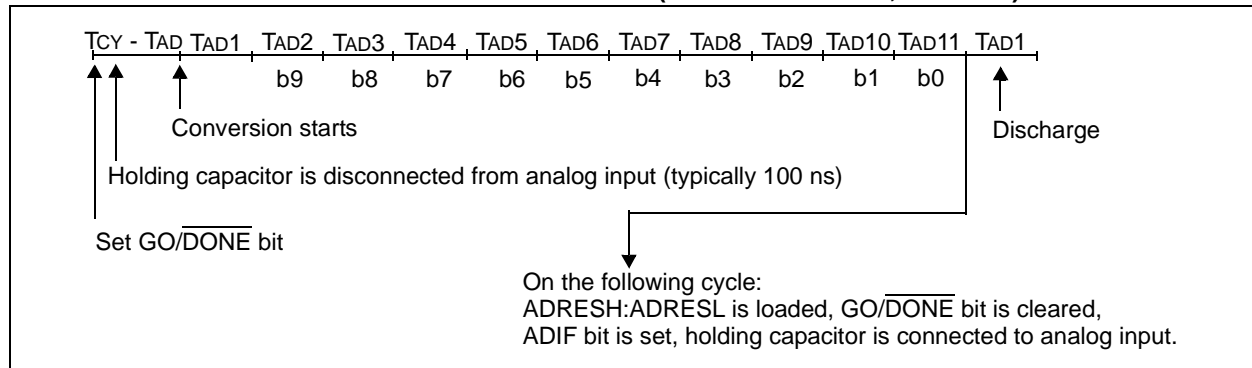 TCY - TAD TAD1 TAD2 TAD3 TAD4 TAD5 TAD6 TAD7 TAD8 TAD9 TAD10 TAD11 TAD1
b9 b8 b7 b6 b5 b4 b3 b2 b1 b0
Conversion starts
Discharge
Holding capacitor is disconnected from analog input (typically 100 ns)
Set GO/DONE bit
On the following cycle:
ADRESH:ADRESL is loaded, GO/DONE bit is cleared,
ADIF bit is set, holding capacitor is connected to analog input.